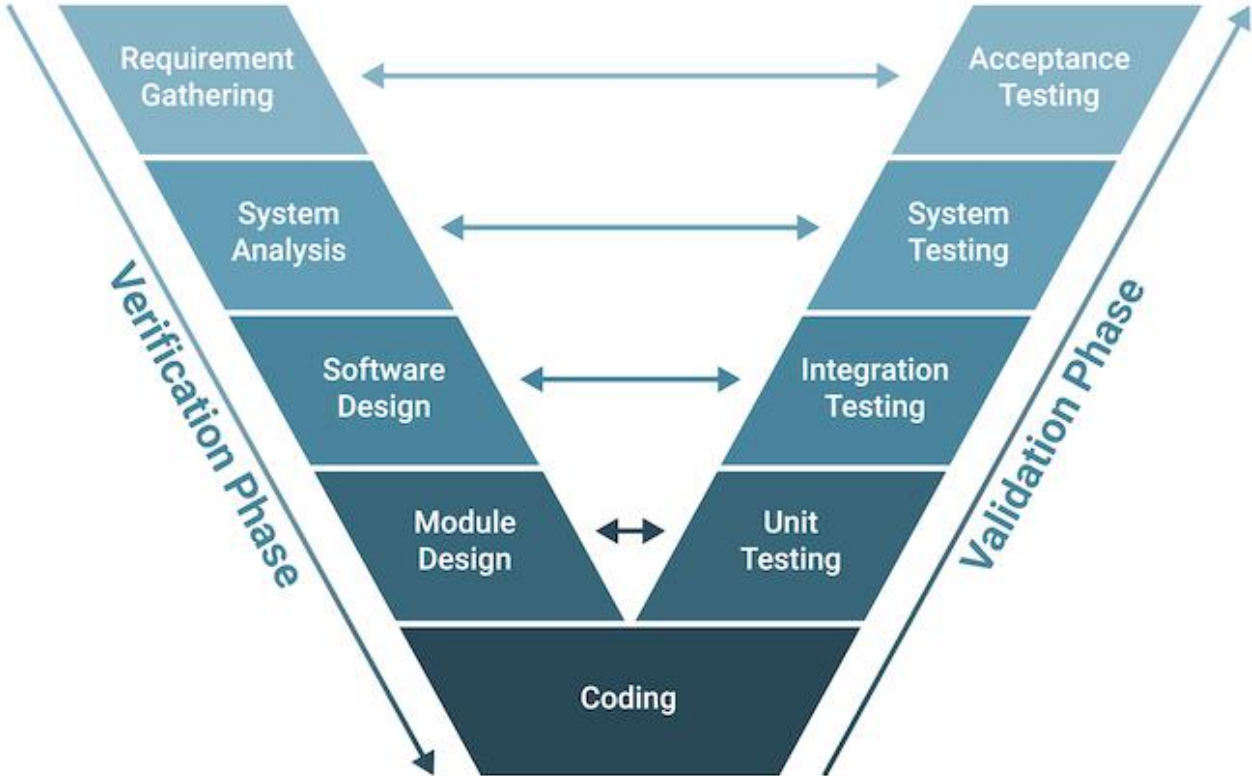 Requirement
Gathering
Acceptance
Testing
System
Analysis
System
Testing
Software
Design
Integration
Testing
Module
Design
Unit
Testing
Coding
Verification Phase
Validation Phase